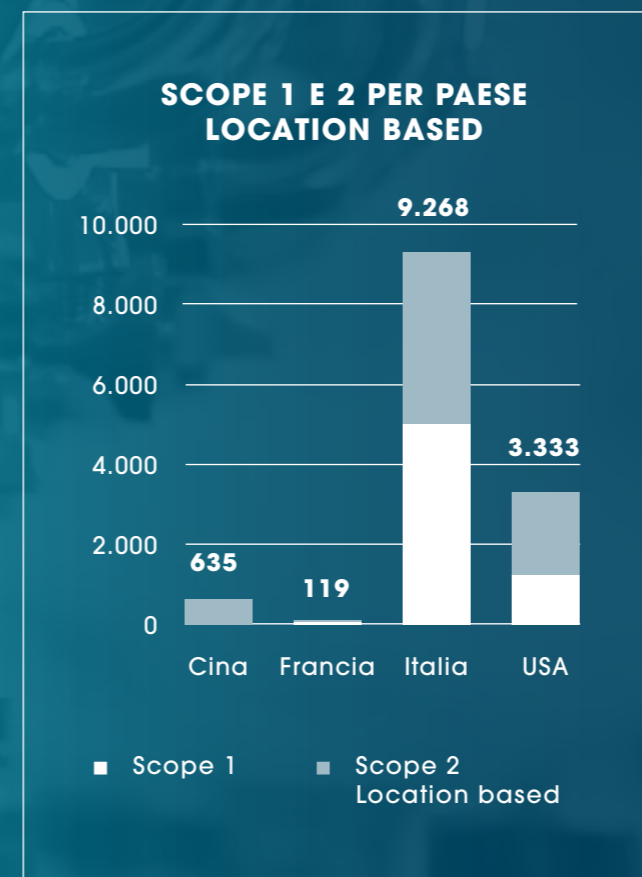 SCOPE 1 E 2 PER PAESE
LOCATION BASED
9.268
10.000
8.000
6.000
3.333
4.000
2.000
635
119
0
Cina Francia Italia USA
Scope 1
Scope 2
Location based